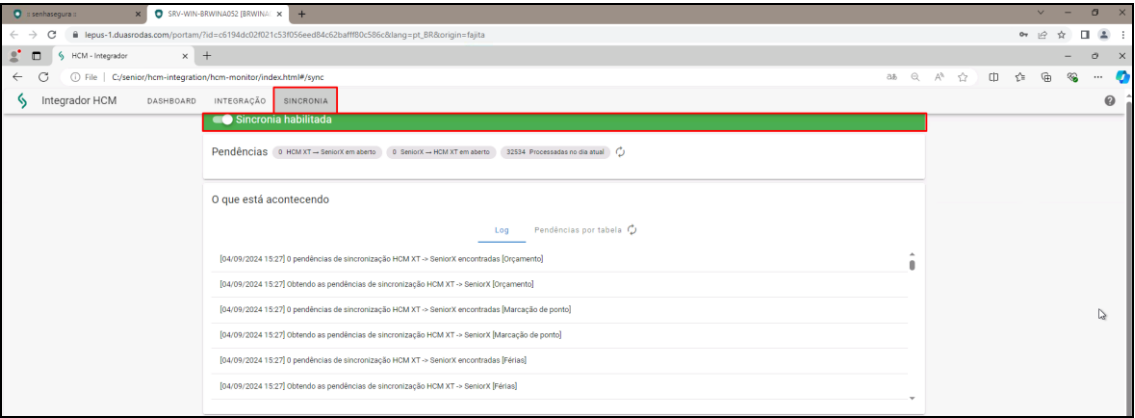 :: senhasegura ::
SRV-WIN-BRWINA052 [BRWINA
lepus-1.duasrodas.com/portam/?id=c6194dc02f021c53f056eed84c62bafff80c586c&lang=pt_BR&origin=fajita
HCM - Integrador
File | C:/senior/hcm-integration/hcm-monitor/index.html#/sync
Integrador HCM DASHBOARD INTEGRAÇÃO SINCRONIA
Sincronia habilitada
Pendências 0 HCM XT → SeniorX em aberto 0 SeniorX → HCM XT em aberto 32534 Processadas no dia atual
O que está acontecendo
Log Pendências por tabela
[04/09/2024 15:27] 0 pendências de sincronização HCM XT -> SeniorX encontradas [Orçamento]
[04/09/2024 15:27] Obtendo as pendências de sincronização HCM XT -> SeniorX [Orçamento]
[04/09/2024 15:27] 0 pendências de sincronização HCM XT -> SeniorX encontradas [Marcação de ponto]
[04/09/2024 15:27] Obtendo as pendências de sincronização HCM XT -> SeniorX [Marcação de ponto]
[04/09/2024 15:27] 0 pendências de sincronização HCM XT -> SeniorX encontradas [Férias]
[04/09/2024 15:27] Obtendo as pendências de sincronização HCM XT -> SeniorX [Férias]